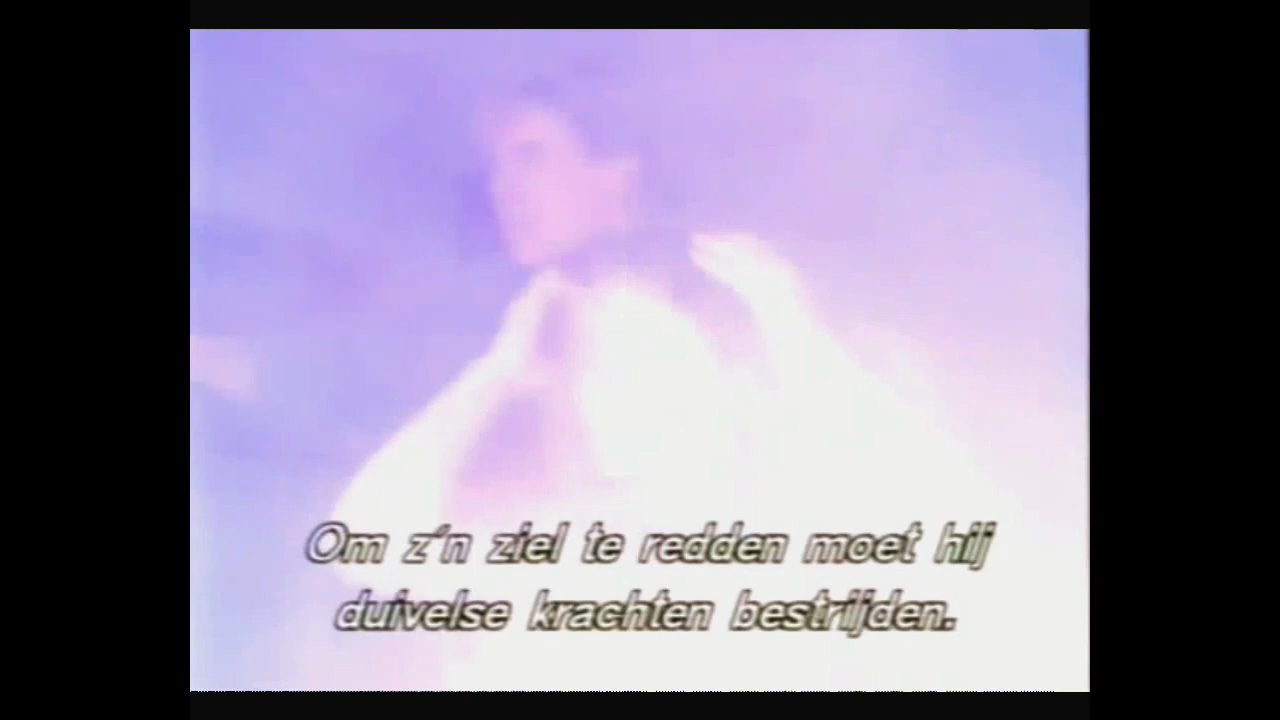 Om z'n ziel te redden moet hij
duivelse krachten bestrijden.